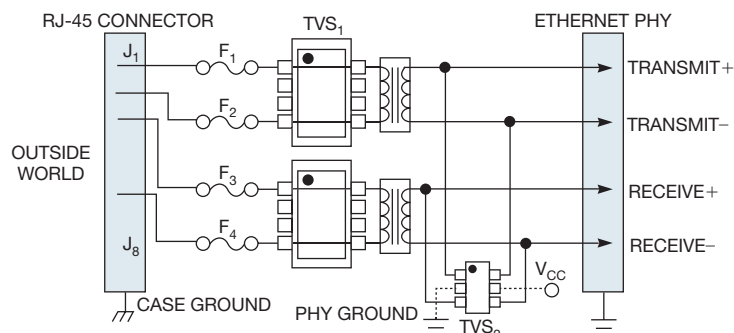 RJ-45 CONNECTOR
TVS1
ETHERNET PHY
J1
F1
TRANSMIT+
F2
TRANSMIT–
OUTSIDE
WORLD
F3
RECEIVE+
F4
RECEIVE–
J8
VCC
CASE GROUND
PHY GROUND
TVS2